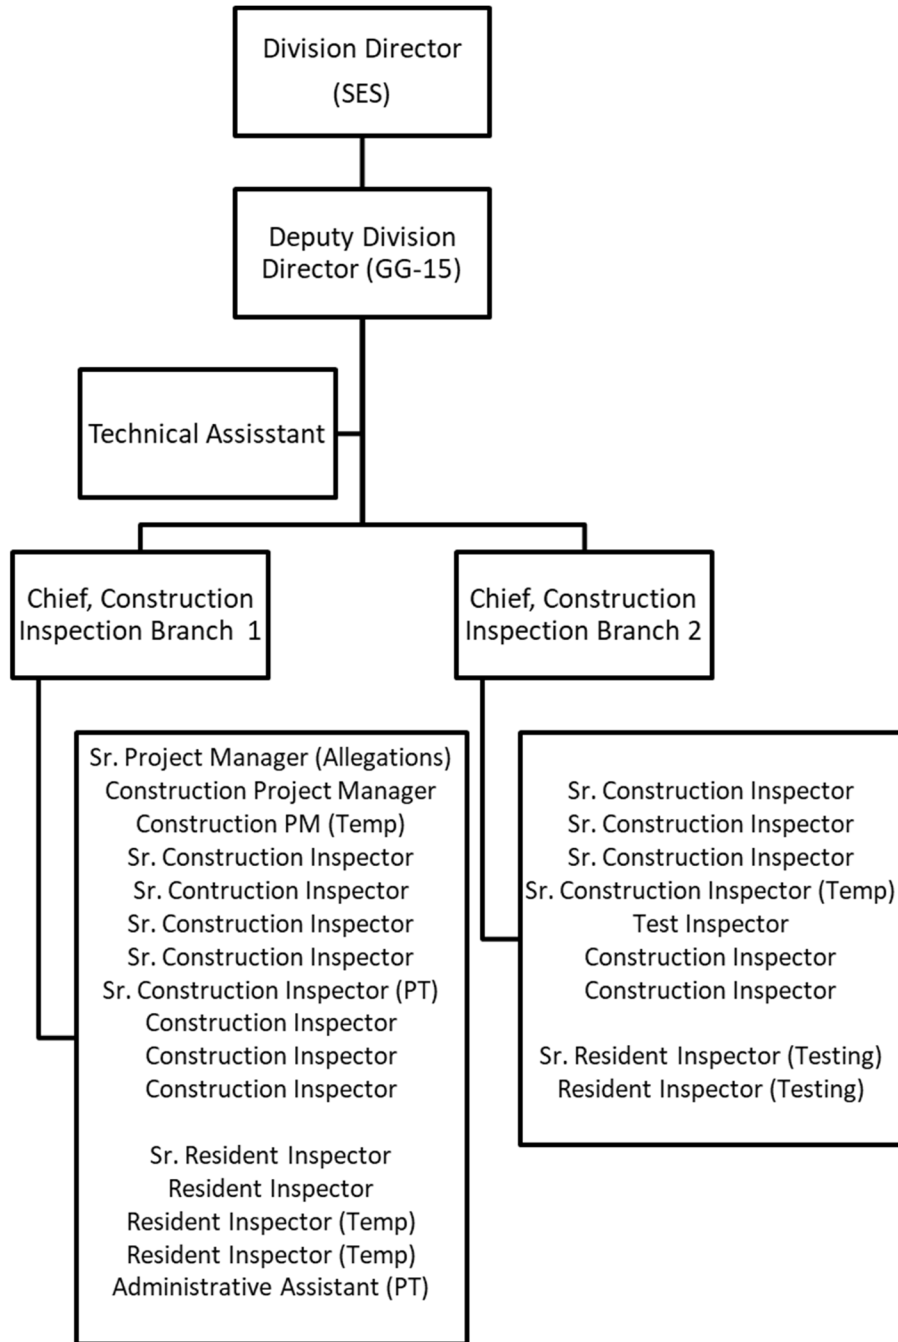 Division Director
(SES)
Deputy Division
Director (GG-15)
Technical Assisstant
Chief, Construction
Inspection Branch 1
Chief, Construction
Inspection Branch 2
Sr. Project Manager (Allegations)
Construction Project Manager
Construction PM (Temp)
Sr. Construction Inspector
Sr. Contruction Inspector
Sr. Construction Inspector
Sr. Construction Inspector
Sr. Construction Inspector (PT)
Construction Inspector
Construction Inspector
Construction Inspector
Sr. Resident Inspector
Resident Inspector
Resident Inspector (Temp)
Resident Inspector (Temp)
Administrative Assistant (PT)
Sr. Construction Inspector
Sr. Construction Inspector
Sr. Construction Inspector
Sr. Construction Inspector (Temp)
Test Inspector
Construction Inspector
Construction Inspector
Sr. Resident Inspector (Testing)
Resident Inspector (Testing)